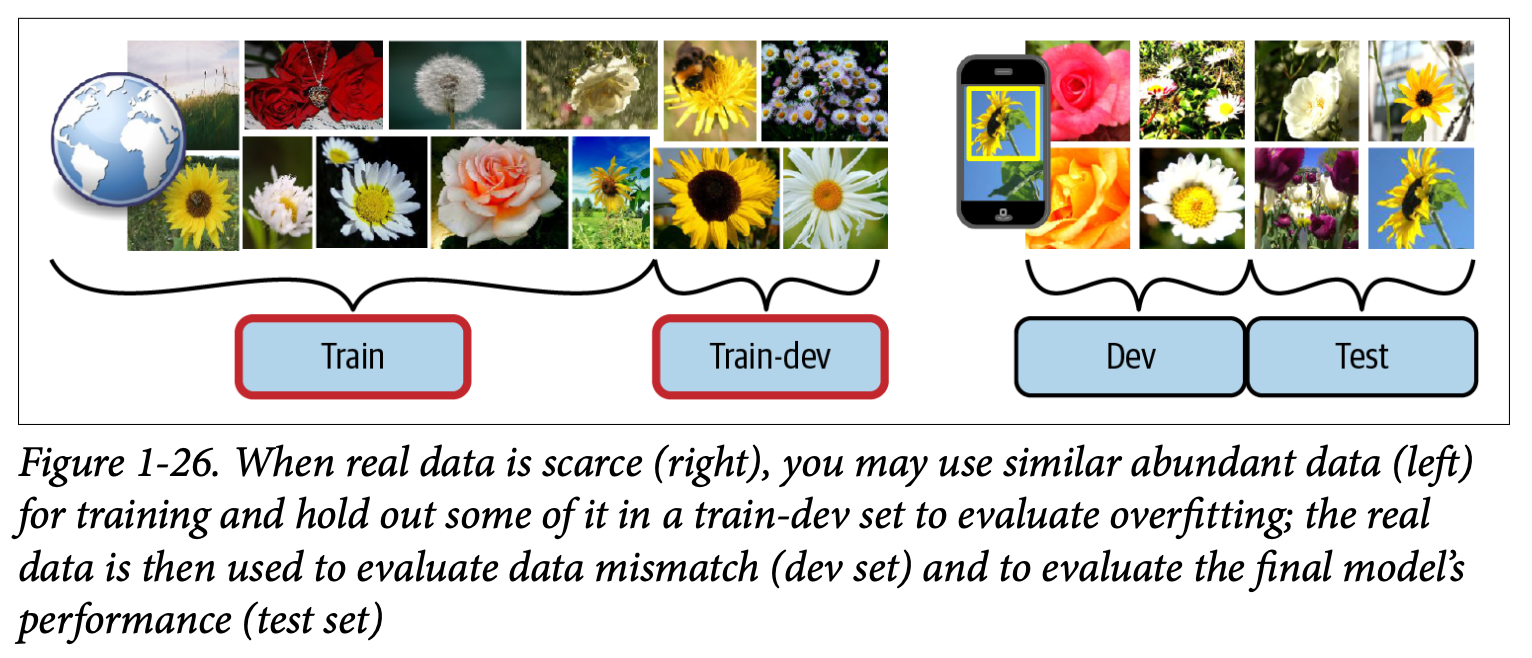 Train
Train-dev
Dev
Test
Figure 1-26. When real data is scarce (right), you may use similar abundant data (left)
for training and hold out some of it in a train-dev set to evaluate overfitting; the real
data is then used to evaluate data mismatch (dev set) and to evaluate the final model’s
performance (test set)